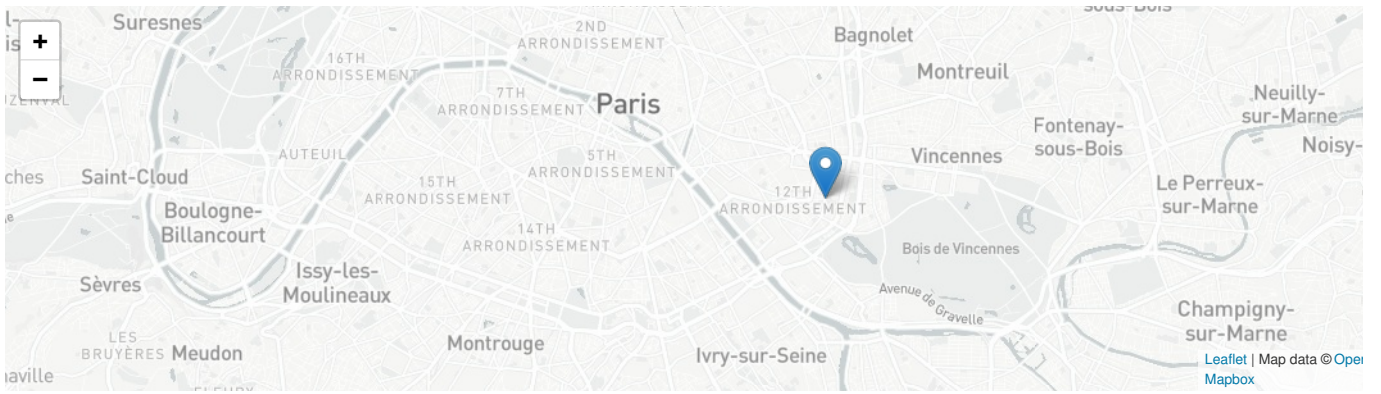 Suresnes
2ND
ARRONDISSEMENT
Bagnolet
+
−
16TH
ARRONDISSEMENT
Montreuil
7TH
ARRONDISSEMENT
Paris
Neuilly-
sur-Marne
Fontenay-
sous-Bois
Noisy-
AUTEUIL
5TH
ARRONDISSEMENT
Vincennes
ches
Saint-Cloud
15TH
ARRONDISSEMENT
12TH
ARRONDISSEMENT
Le Perreux-
sur-Marne
Boulogne-
Billancourt
14TH
ARRONDISSEMENT
Bois de Vincennes
Sèvres
Issy-les-
Moulineaux
Avenue de Gravelle
Champigny-
sur-Marne
LES
BRUYÈRES
Meudon
Montrouge
Ivry-sur-Seine
Leaflet | Map data © Oper
Mapbox